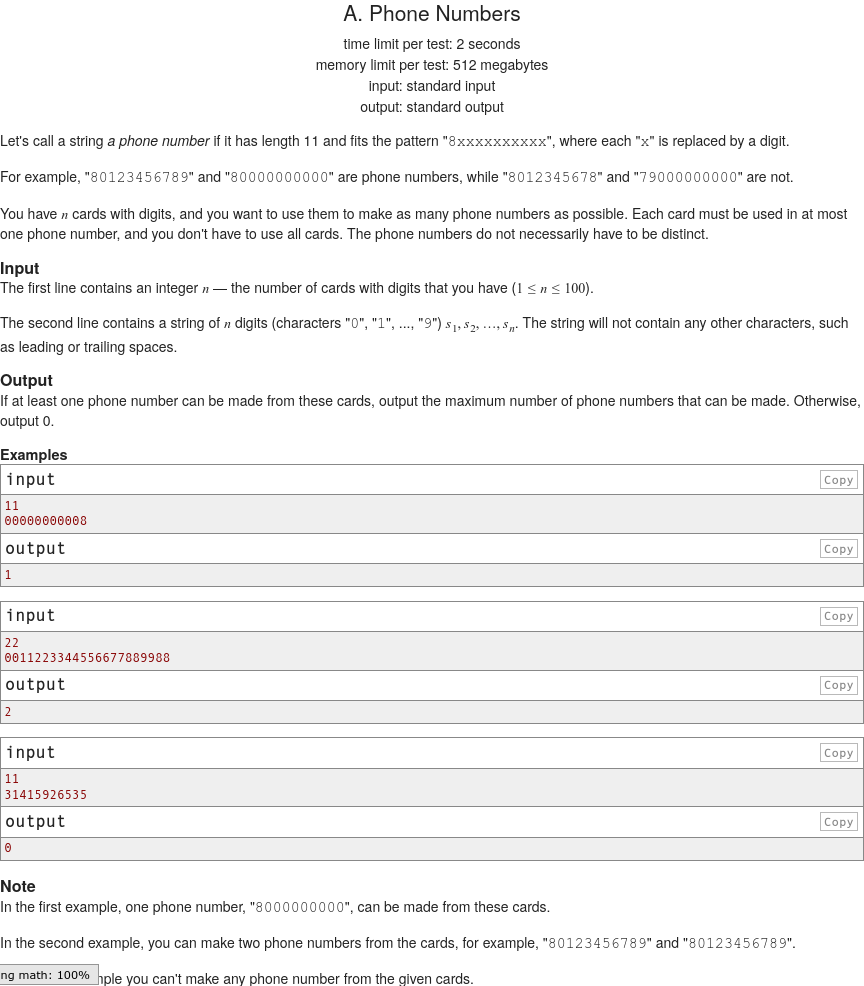 A. Phone Numbers
time limit per test: 2 seconds
memory limit per test: 512 megabytes
input: standard input
output: standard output
Let's call a string a phone number if it has length 11 and fits the pattern "8xxxxxxxxxx", where each "x" is replaced by a digit.
For example, "80123456789" and "80000000000" are phone numbers, while "8012345678" and "79000000000" are not.
You have n cards with digits, and you want to use them to make as many phone numbers as possible. Each card must be used in at most
one phone number, and you don't have to use all cards. The phone numbers do not necessarily have to be distinct.
Input
The first line contains an integer n — the number of cards with digits that you have (1 ≤ n ≤ 100).
The second line contains a string of n digits (characters "0", "1", ..., "9") s1, s2, ..., sn. The string will not contain any other characters, such
as leading or trailing spaces.
Output
If at least one phone number can be made from these cards, output the maximum number of phone numbers that can be made. Otherwise,
output 0.
Examples
input Copy
11
00000000008
output Copy
1
input Copy
22
0011223344556677889988
output Copy
2
input Copy
11
31415926535
output Copy
0
Note
In the first example, one phone number, "8000000000", can be made from these cards.
In the second example, you can make two phone numbers from the cards, for example, "80123456789" and "80123456789".
ng math: 100%
mple you can't make any phone number from the given cards.